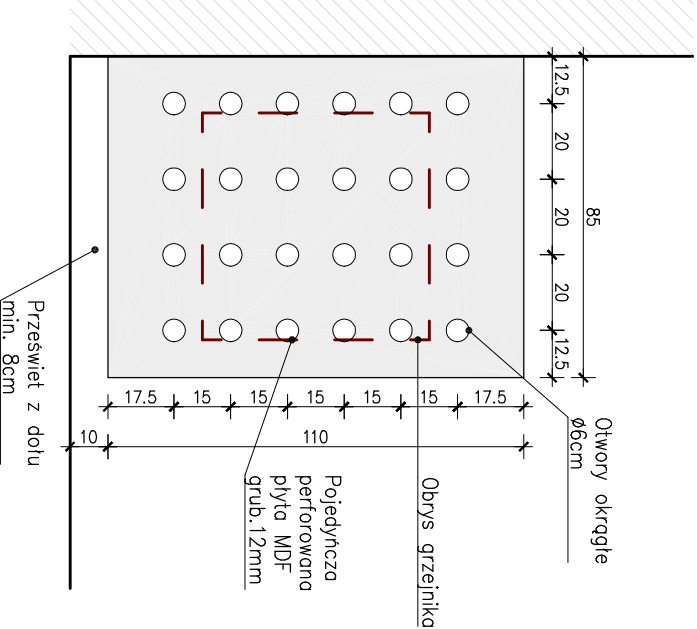 Otwory okrągłe
ø6cm
Obrys grzejnika
Pojedyńcza
perforowana
płyta MDF
grub.12mm
Przeświet z dołu
min. 8cm
12.5
20
20
20
12.5
85
17.5
15
15
15
15
15
17.5
10
110